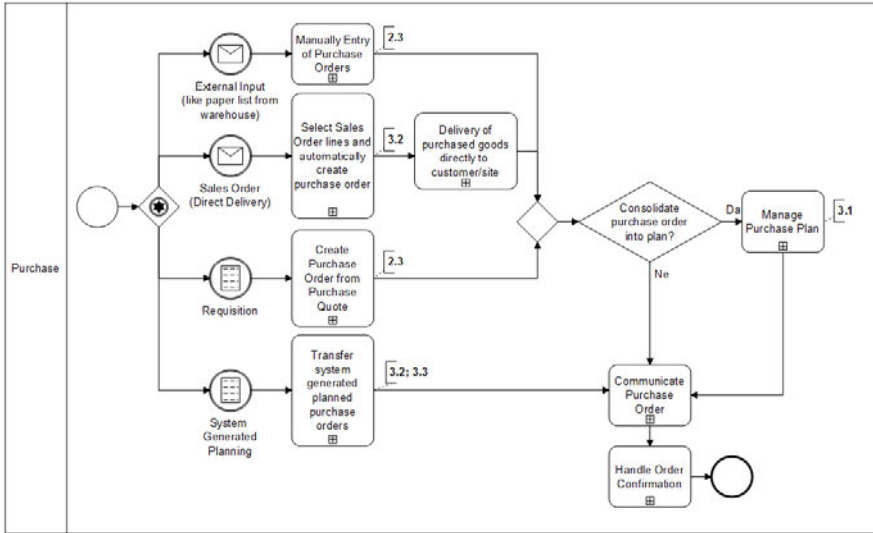 Purchase
External Input
(like paper list from
warehouse)
Manually Entry
of Purchase
Orders
2.3
Sales Order
(Direct Delivery)
Select Sales
Order lines and
automatically
create
purchase order
3.2
Delivery of
purchased goods
directly to
customer/site
Requisition
Create
Purchase
Order from
Purchase
Quote
2.3
System
Generated
Planning
Transfer
system
generated
planned
purchase
orders
3.2; 3.3
Consolidate
purchase order
into plan?
Da
Ne
Manage
Purchase Plan
3.1
Communicate
Purchase
Order
Handle Order
Confirmation